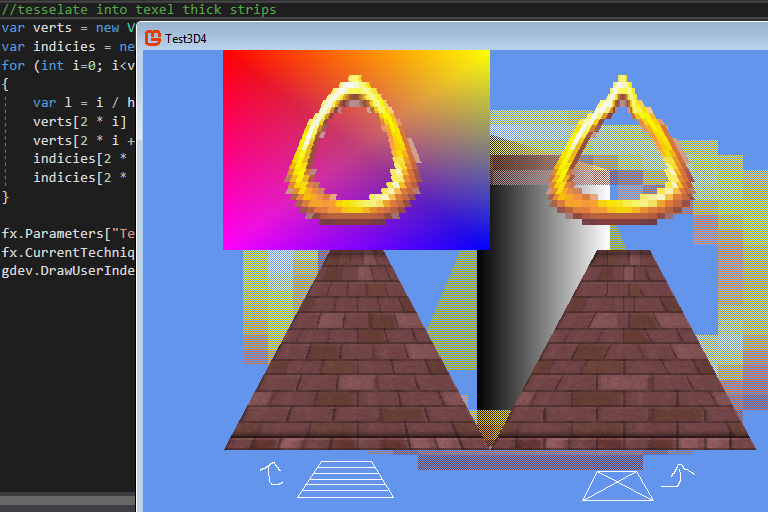 //tesselate into texel thick strips
var verts = new V
var indicies = ne
for (int i=0; i<v
{
var l = i / h
verts[2 * i]
verts[2 * i +
indicies[2 *
indicies[2 *
}
fx.Parameters["Te
fx.CurrentTechniq
gdev.DrawUserInde
Test3D4